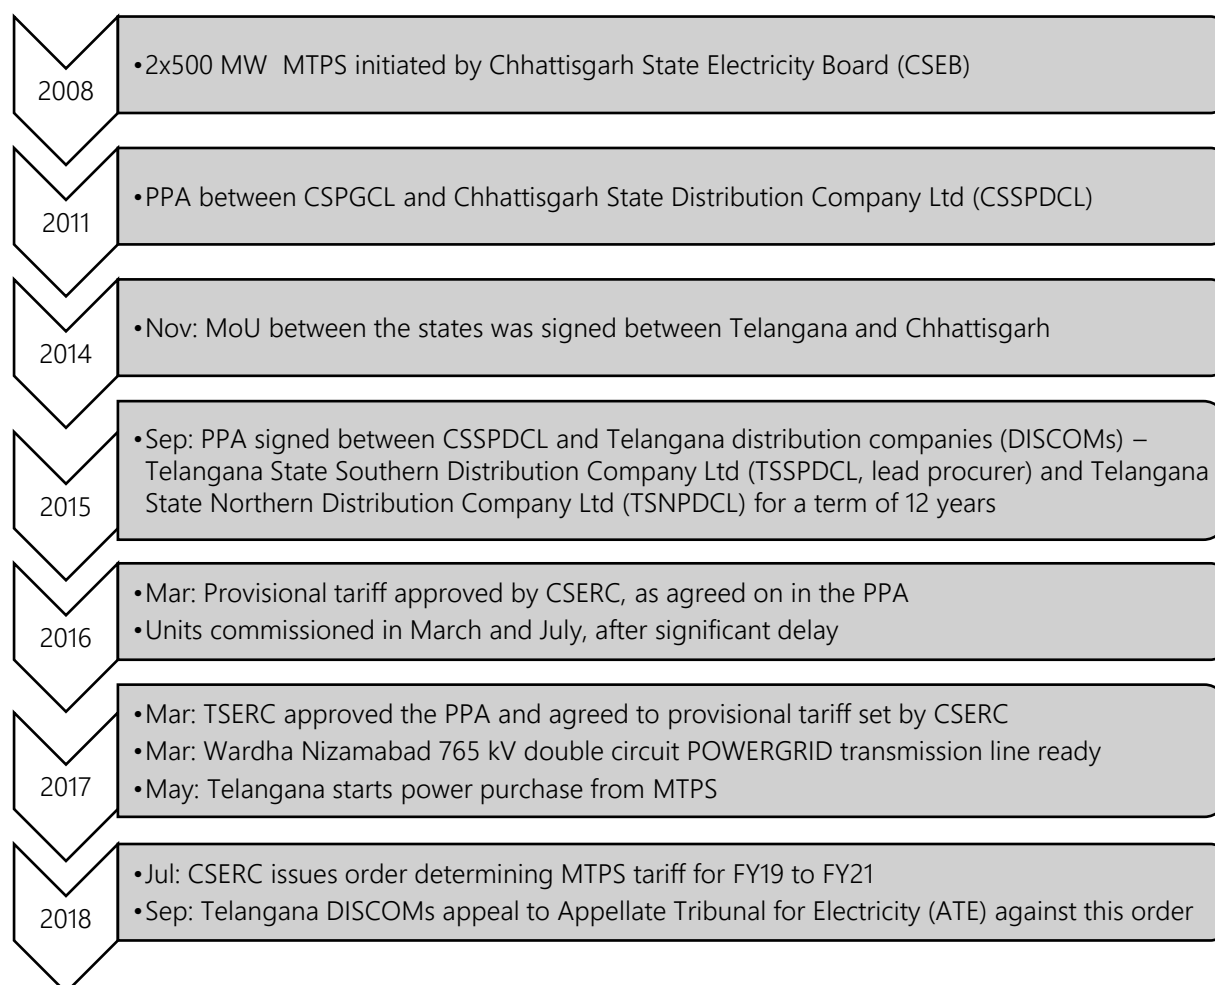 2008
•2x500 MW  MTPS initiated by Chhattisgarh State Electricity Board (CSEB)
2011
•PPA between CSPGCL and Chhattisgarh State Distribution Company Ltd (CSSPDCL)
2014
•Nov: MoU between the states was signed between Telangana and Chhattisgarh
2015
•Sep: PPA signed between CSSPDCL and Telangana distribution companies (DISCOMs) –
Telangana State Southern Distribution Company Ltd (TSSPDCL, lead procurer) and Telangana
State Northern Distribution Company Ltd (TSNPDCL) for a term of 12 years
2016
•Mar: Provisional tariff approved by CSERC, as agreed on in the PPA
•Units commissioned in March and July, after significant delay
2017
•Mar: TSERC approved the PPA and agreed to provisional tariff set by CSERC
•Mar: Wardha Nizamabad 765 kV double circuit POWERGRID transmission line ready
•May: Telangana starts power purchase from MTPS
2018
•Jul: CSERC issues order determining MTPS tariff for FY19 to FY21
•Sep: Telangana DISCOMs appeal to Appellate Tribunal for Electricity (ATE) against this order